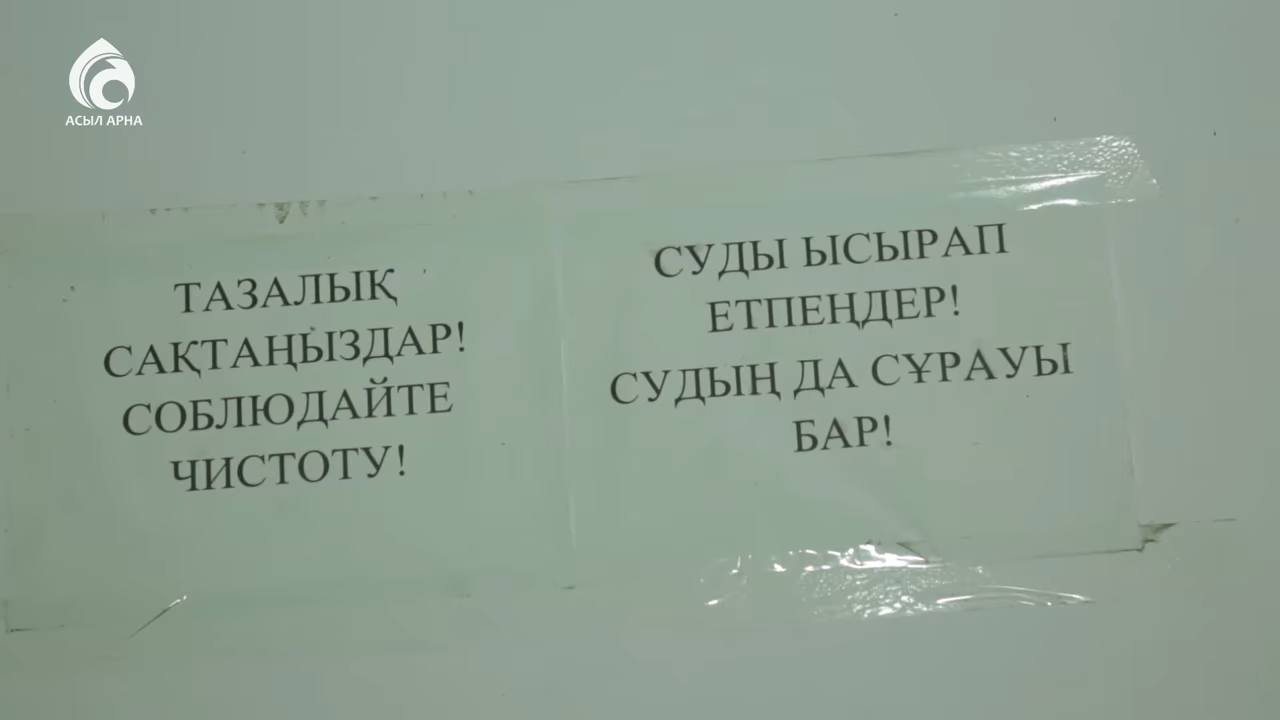 АСЫЛ АРНА
ТАЗАЛЫҚ
САҚТАҢЫЗДАР!
СОБЛЮДАЙТЕ
ЧИСТОТУ!
СУДЫ ЫСЫРАП
ЕТПЕҢДЕР!
СУДЫҢ ДА СҰРАУЫ
БАР!